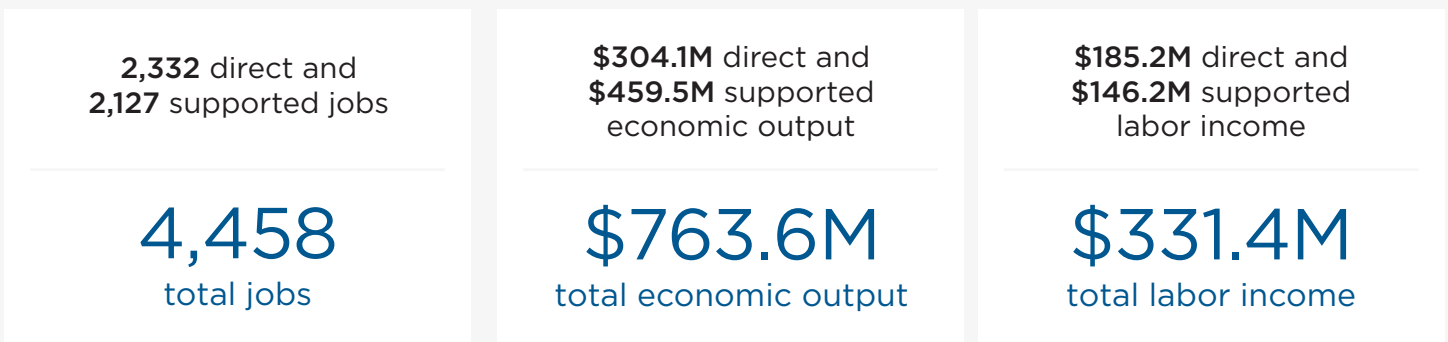 2,332 direct and
2,127 supported jobs
4,458
total jobs
$304.1M direct and
$459.5M supported
economic output
$763.6M
total economic output
$185.2M direct and
$146.2M supported
labor income
$331.4M
total labor income